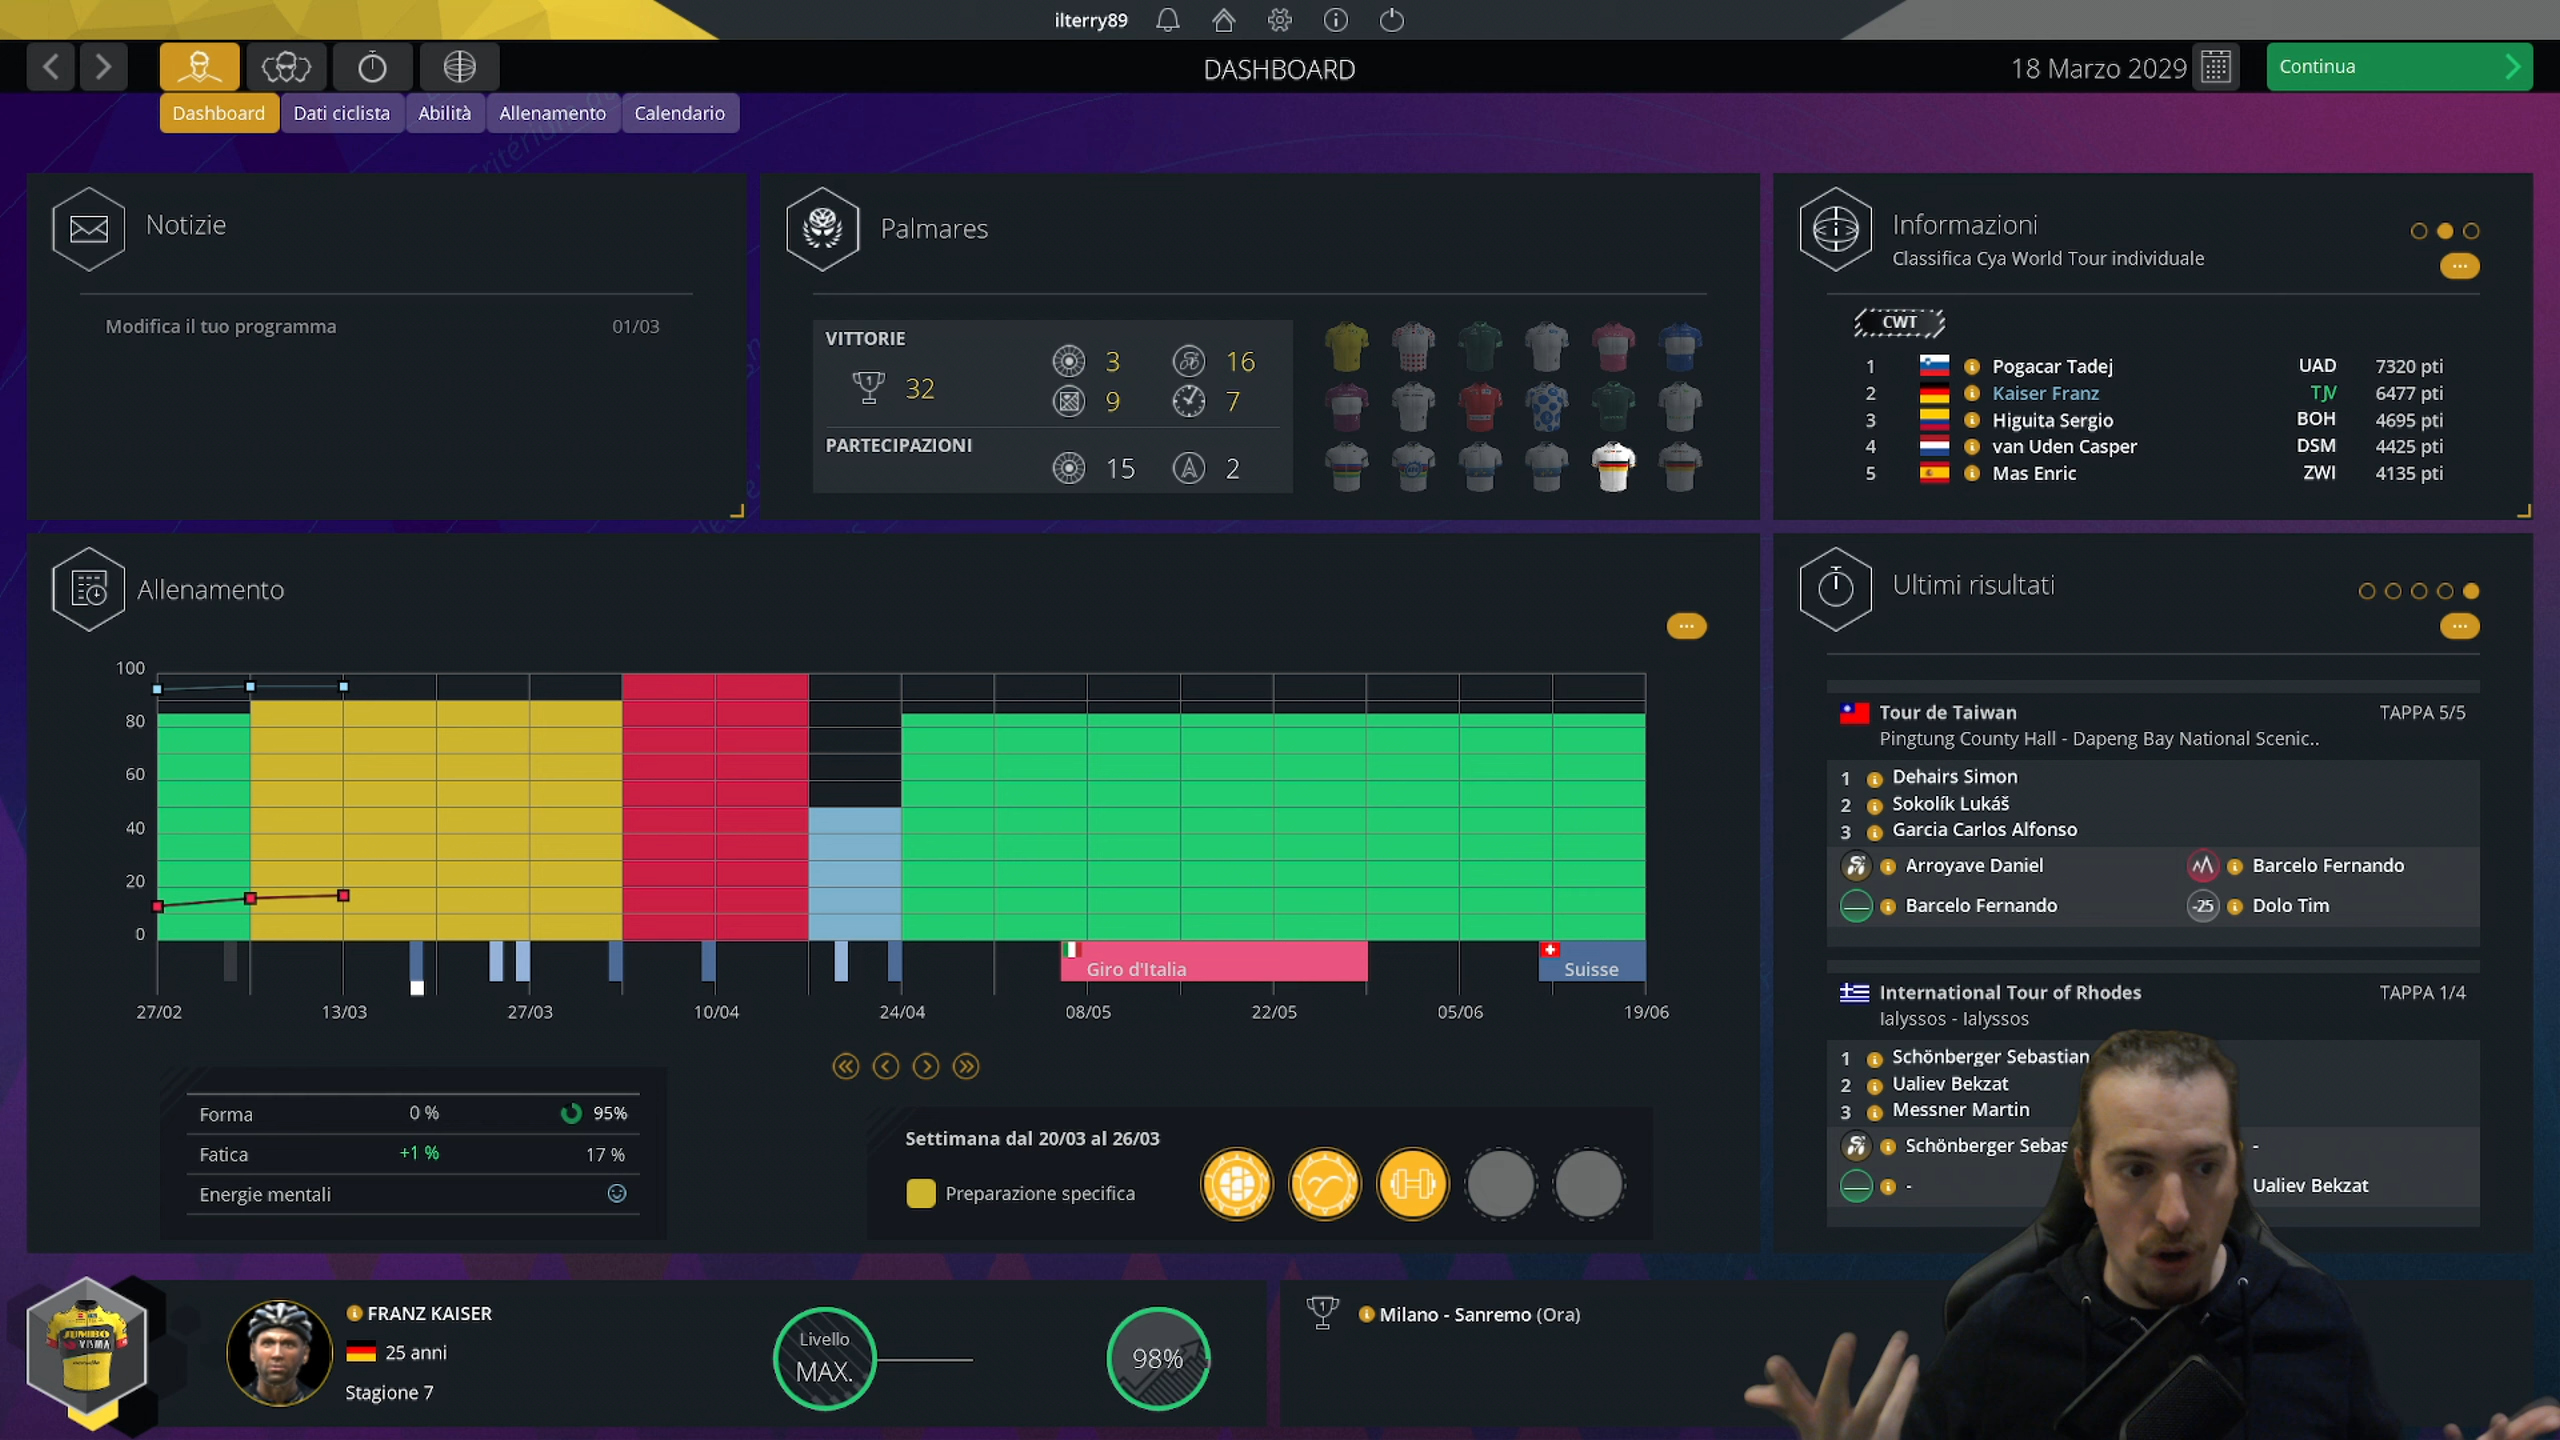 ilterry89
DASHBOARD
18 Marzo 2029
Continua
Dashboard
Dati ciclista
Abilità
Allenamento
Calendario
Notizie
Modifica il tuo programma 01/03
Palmares
VITTORIE
32
3
16
9
7
PARTECIPAZIONI
15
2
Informazioni
Classifica Cya World Tour individuale
CWT
1 Pogacar Tadej UAD 7320 pti
2 Kaiser Franz TJV 6477 pti
3 Higuita Sergio BOH 4695 pti
4 van Uden Casper DSM 4425 pti
5 Mas Enric ZWI 4135 pti
Allenamento
100
80
60
40
20
0
Giro d'Italia
Suisse
27/02 13/03 27/03 10/04 24/04 08/05 22/05 05/06 19/06
Forma 0 % 95%
Fatica +1 % 17 %
Energie mentali
Settimana dal 20/03 al 26/03
Preparazione specifica
Ultimi risultati
Tour de Taiwan TAPPA 5/5
Pingtung County Hall - Dapeng Bay National Scenic..
1 Dehairs Simon
2 Sokolík Lukáš
3 Garcia Carlos Alfonso
Arroyave Daniel
Barcelo Fernando
Barcelo Fernando
-25 Dolo Tim
International Tour of Rhodes TAPPA 1/4
Ialyssos - Ialyssos
1 Schönberger Sebastian
2 Ualiev Bekzat
3 Messner Martin
Schönberger Sebas
-
-
Ualiev Bekzat
JUMBO
VISMA
FRANZ KAISER
25 anni
Stagione 7
Livello
MAX.
98%
1
Milano - Sanremo (Ora)